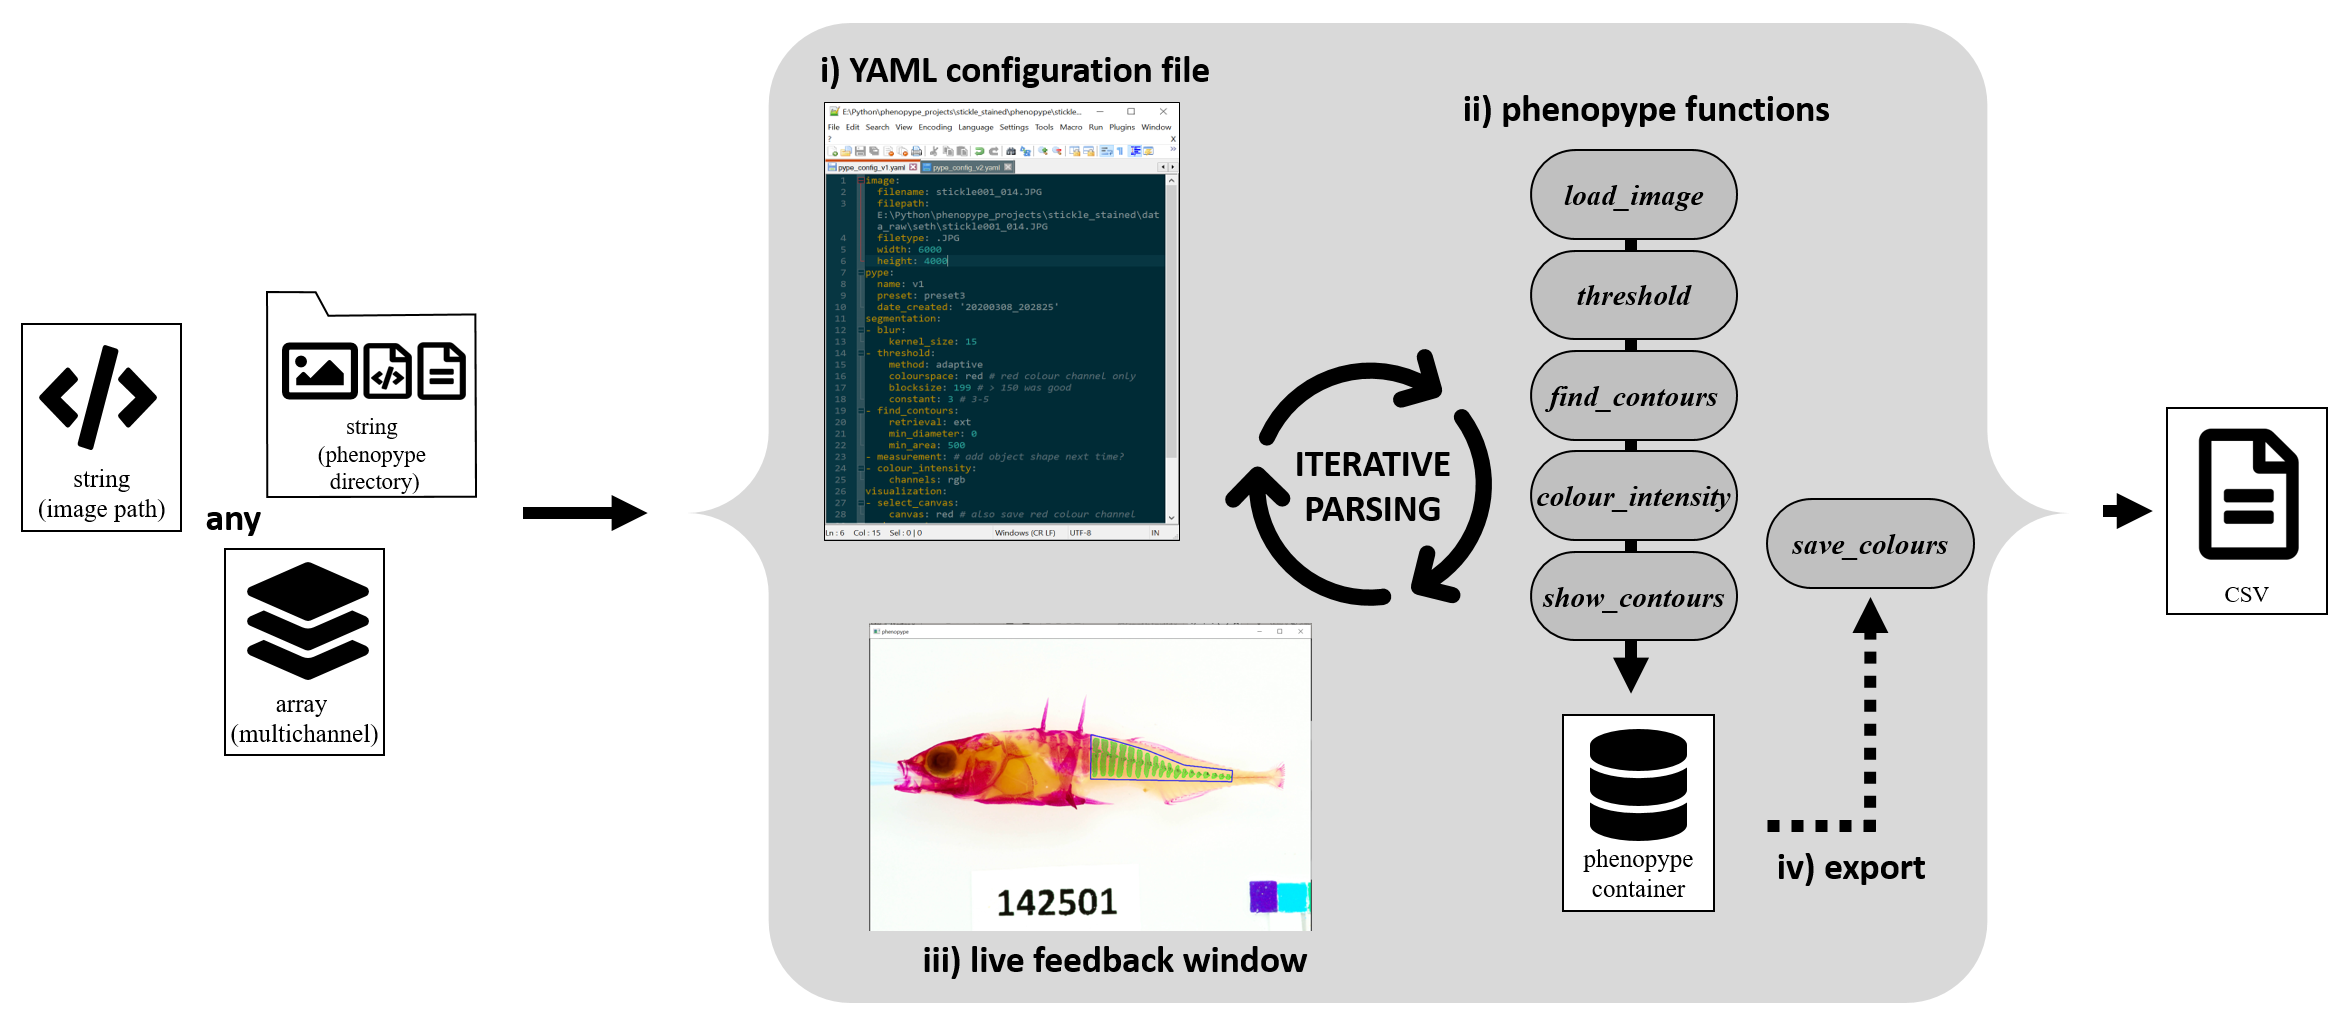 string
(image path)
string
(phenopype
directory)
any
array
(multichannel)
i) YAML configuration file
E:\Python\phenopype_projects\stickle_stained\phenopype\stickle...
File Edit Search View Encoding Language Settings Tools Macro Run Plugins Window
? X
pype_config_v1.yaml pype_config_v2.yaml
1 image:
2 filename: stickle001_014.JPG
3 filepath:
E:\Python\phenopype_projects\stickle_stained\dat
a_raw\seth\stickle001_014.JPG
4 filetype: .JPG
5 width: 6000
6 height: 4000
7 pype:
8 name: v1
9 preset: preset3
10 date_created: '20200308_202825'
11 segmentation:
12 - blur:
13 kernel_size: 15
14 - threshold:
15 method: adaptive
16 colourspace: red # red colour channel only
17 blocksize: 199 # > 150 was good
18 constant: 3 # 3-5
19 - find_contours:
20 retrieval: ext
21 min_diameter: 0
22 min_area: 500
23 - measurement: # add object shape next time?
24 - colour_intensity:
25 channels: rgb
26 visualization:
27 - select_canvas:
28 canvas: red # also save red colour channel
Ln : 6 Col : 15 Sel : 0 | 0 Windows (CR LF) UTF-8 IN
ITERATIVE
PARSING
phenopype
142501
iii) live feedback window
ii) phenopype functions
load_image
threshold
find_contours
colour_intensity
show_contours
phenopype
container
save_colours
iv) export
CSV